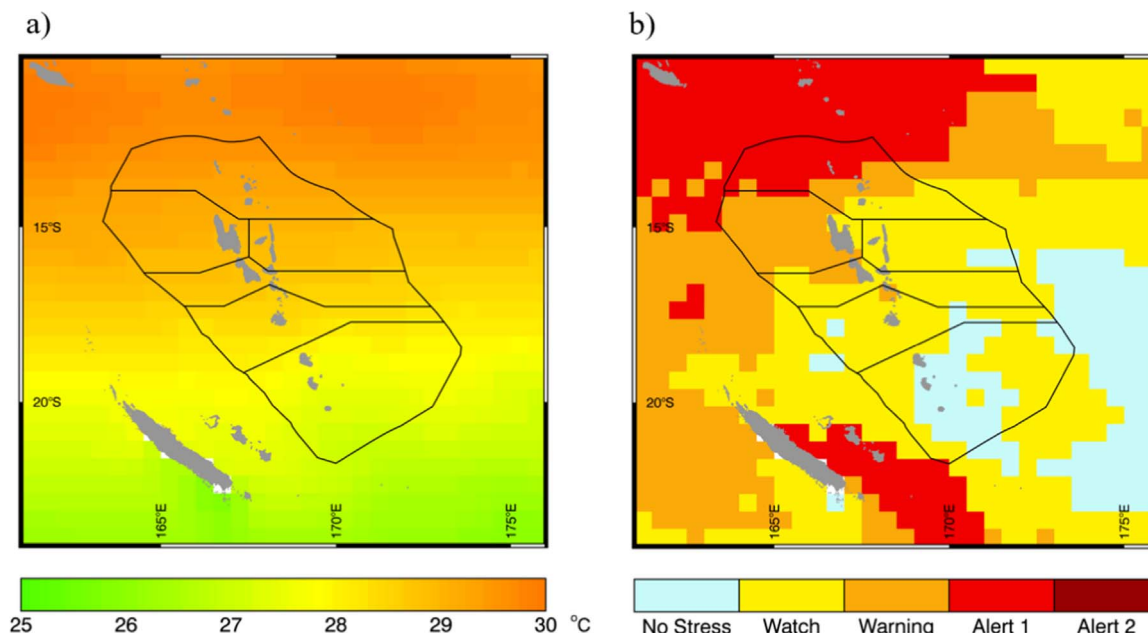 a)
b)
15°S
20°S
165°E
170°E
175°E
15°S
20°S
165°E
170°E
175°E
25 26 27 28 29 30 °C
No Stress Watch Warning Alert 1 Alert 2